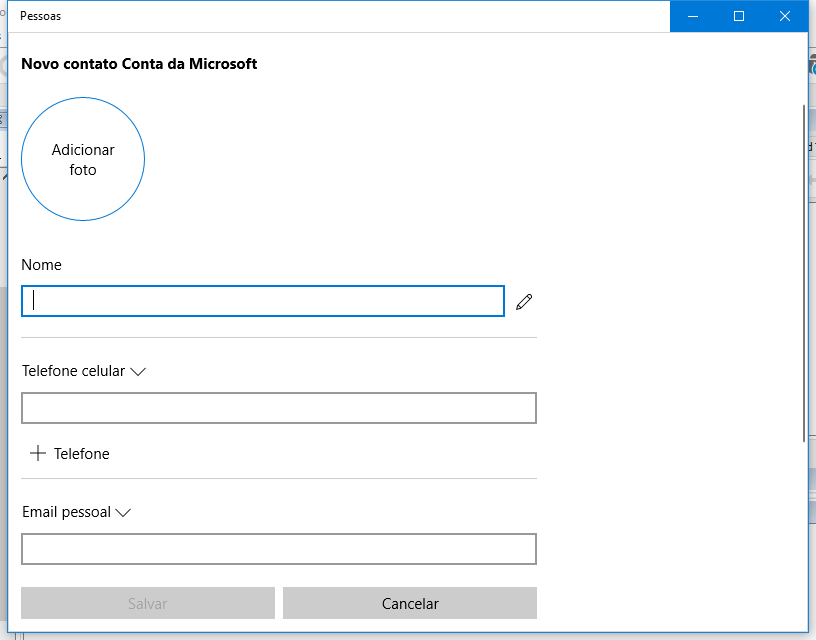 Pessoas
Novo contato Conta da Microsoft
Adicionar
foto
Nome
Telefone celular
Telefone
Email pessoal
Salvar
Cancelar